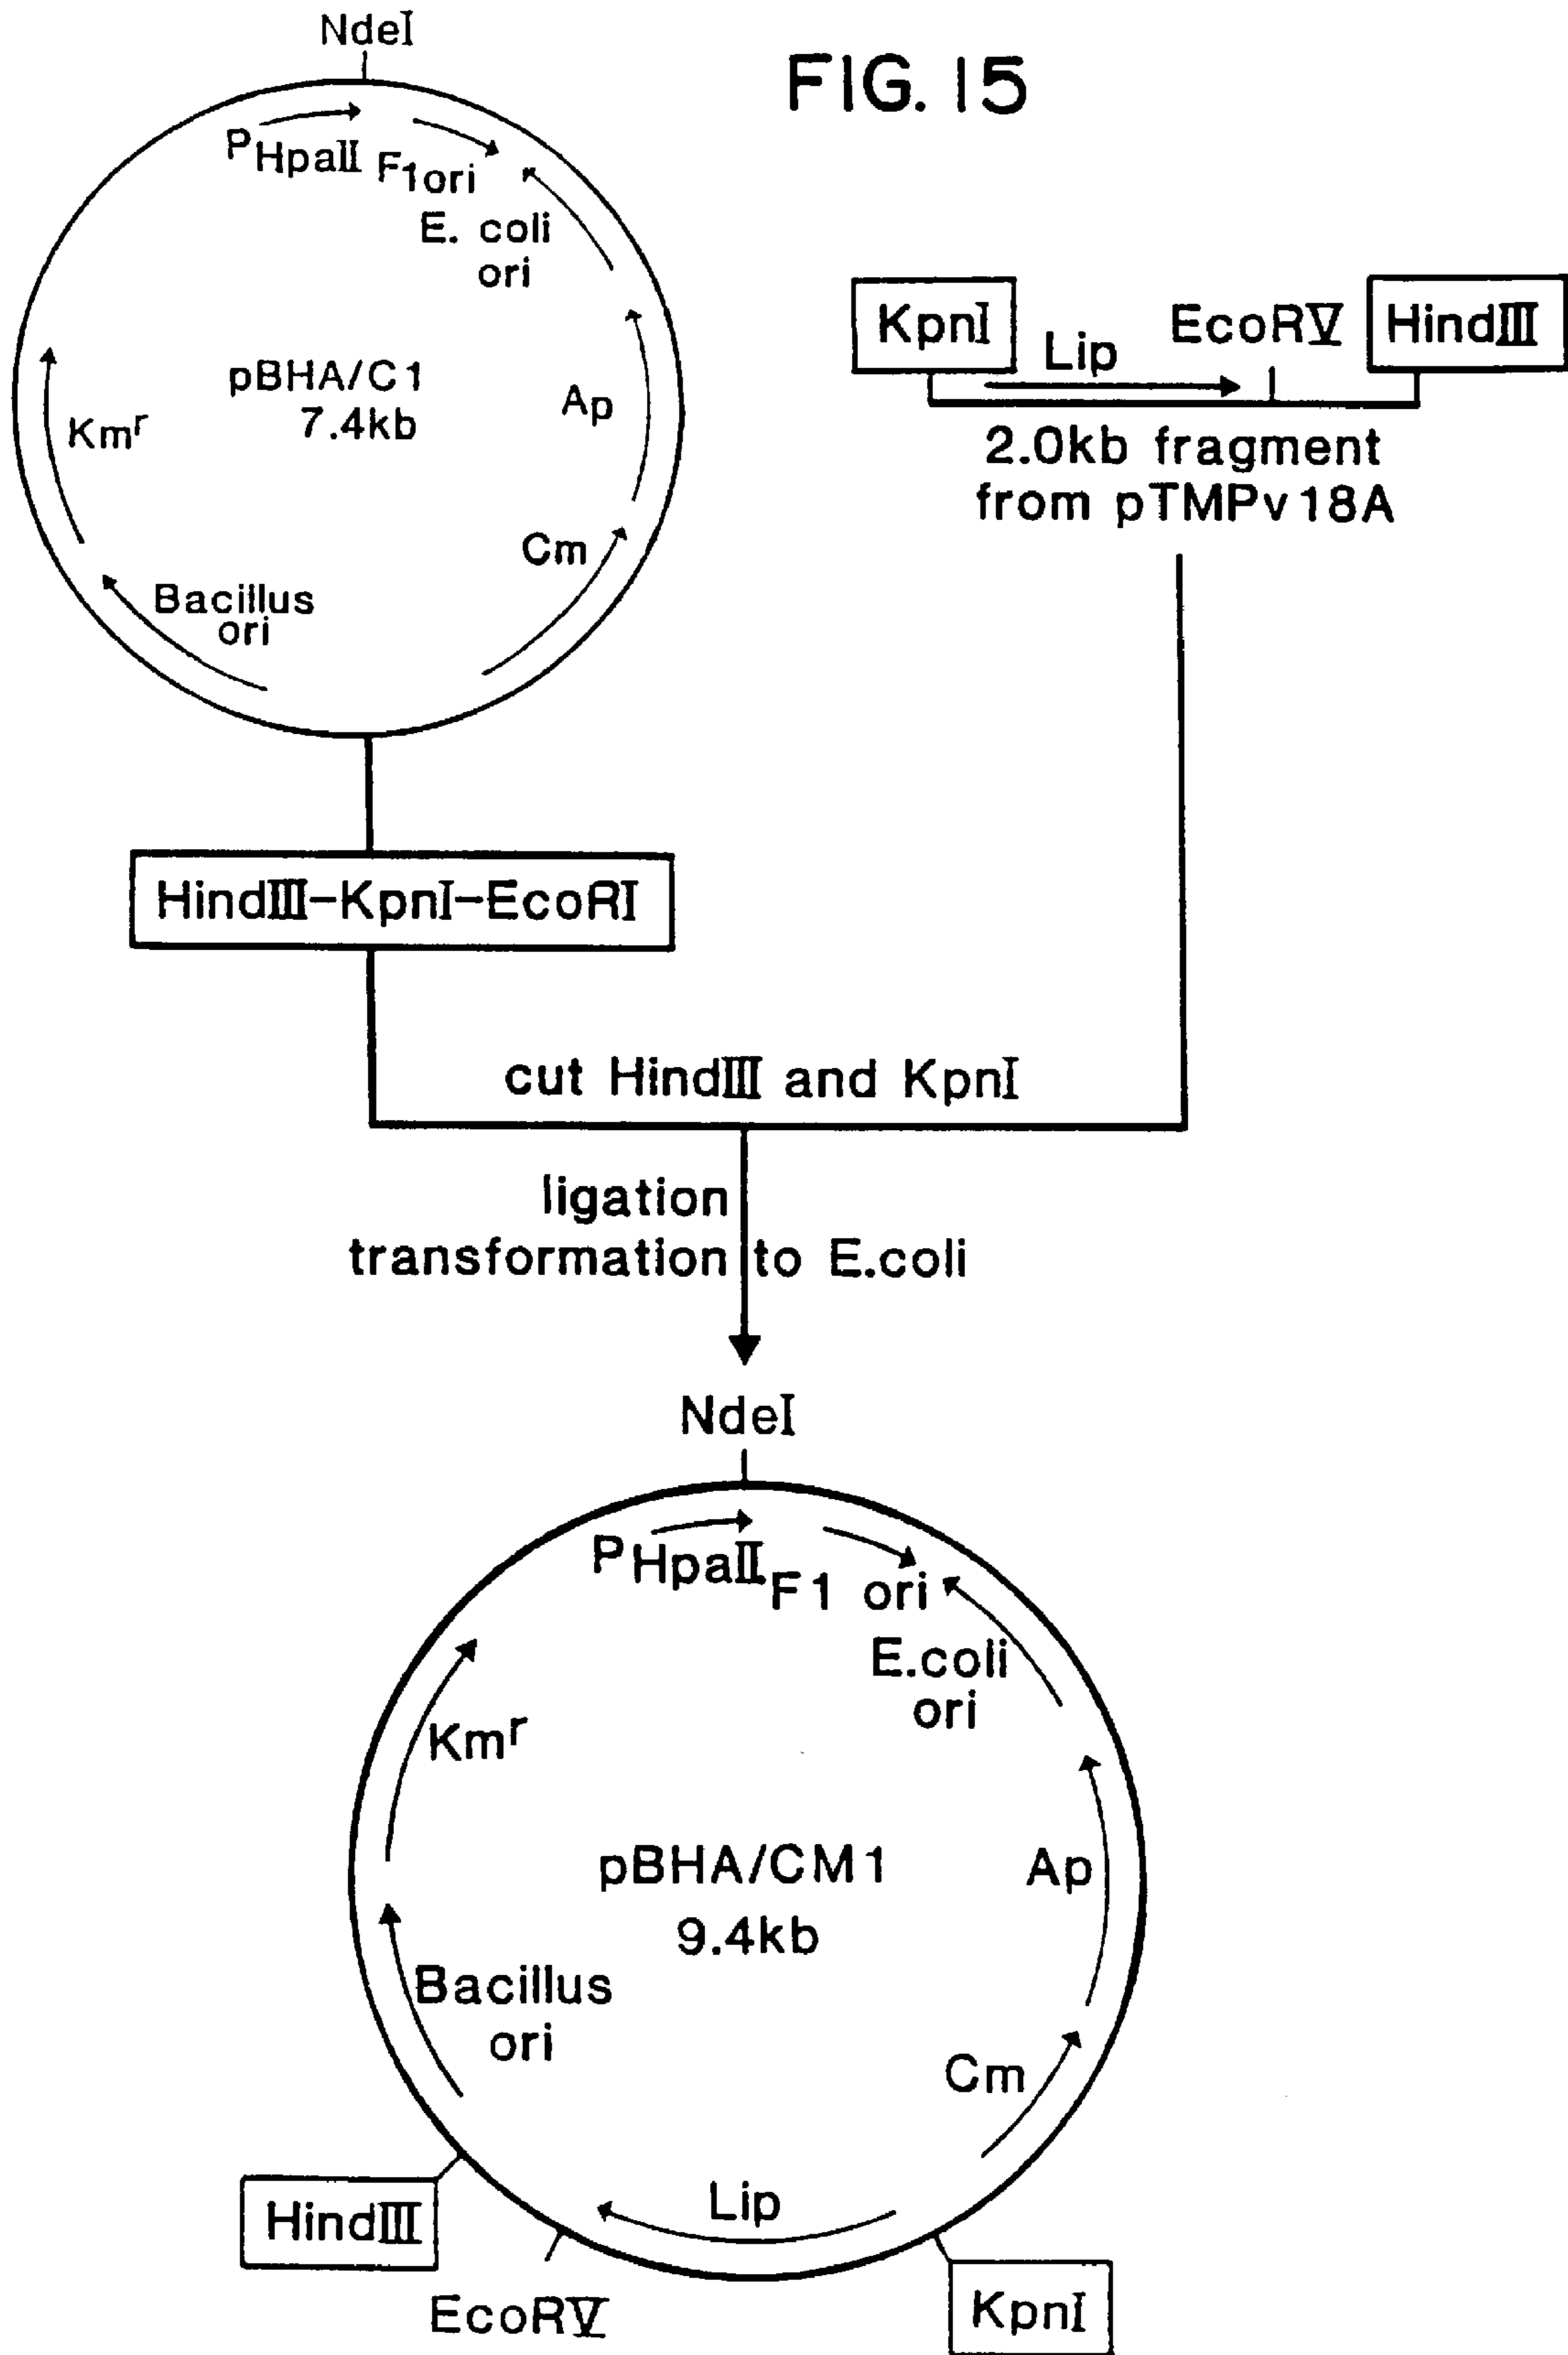 FIG. 15
NdeI
PHpaII
F1ori
E. coli
ori
pBHA/C1
7.4kb
Ap
Kmr
Cm
Bacillus
ori
KpnI
Lip
EcoRV
HindIII
2.0kb fragment
from pTMPv18A
HindIII-KpnI-EcoRI
cut HindIII and KpnI
ligation
transformation to E.coli
NdeI
PHpaII
F1 ori
E.coli
ori
Kmr
pBHA/CM1
9.4kb
Ap
Bacillus
ori
Cm
Lip
HindIII
EcoRV
KpnI